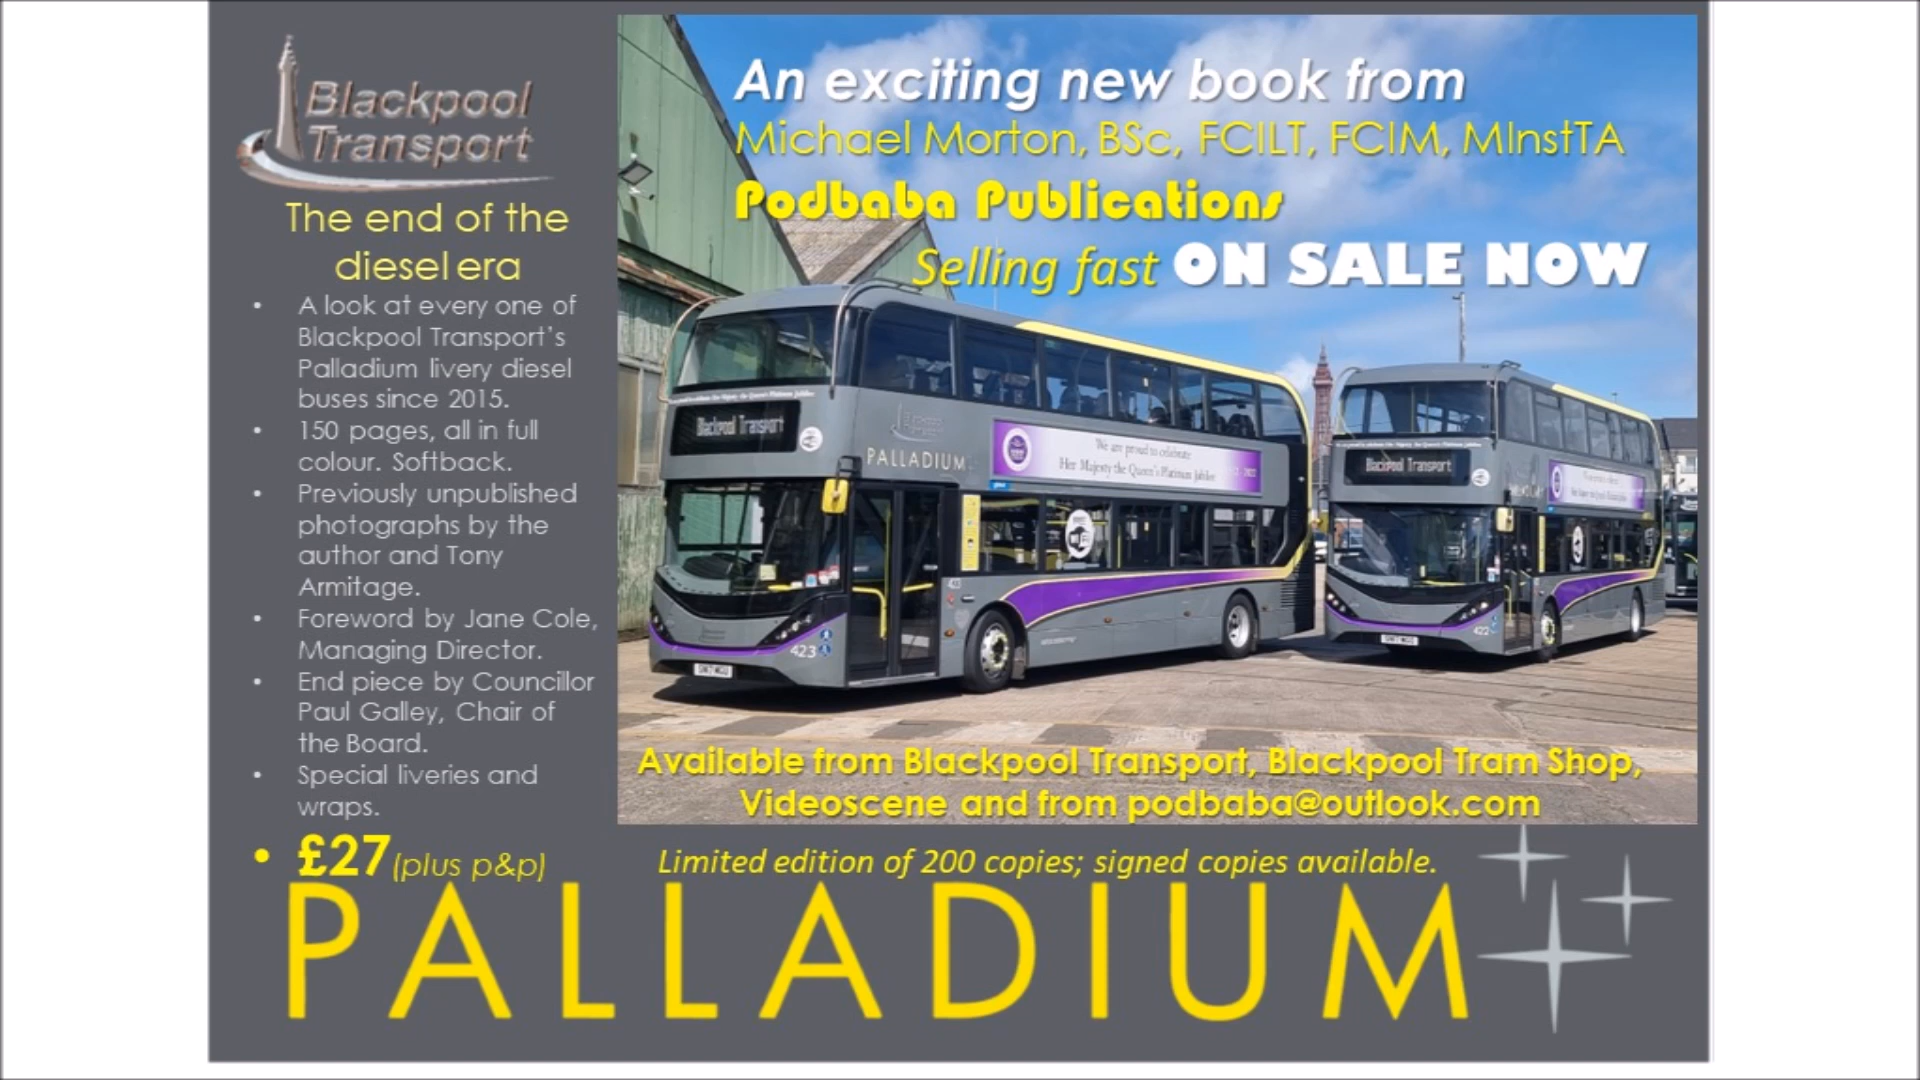 Blackpool
Transport
The end of the
diesel era
• A look at every one of
Blackpool Transport's
Palladium livery diesel
buses since 2015.
• 150 pages, all in full
colour. Softback.
• Previously unpublished
photographs by the
author and Tony
Armitage.
• Foreword by Jane Cole,
Managing Director.
• End piece by Councillor
Paul Galley, Chair of
the Board.
• Special liveries and
wraps.
• £27 (plus p&p)
An exciting new book from
Michael Morton, BSc, FCILT, FCIM, MInstTA
Podbaba Publications
Selling fast ON SALE NOW
Blackpool Transport
PALLADIUM
We are proud to celebrate
Her Majesty the Queen's Platinum Jubilee
423
Blackpool Transport
422
Available from Blackpool Transport, Blackpool Tram Shop,
Videoscene and from podbaba@outlook.com
Limited edition of 200 copies; signed copies available.
PALLADIUM